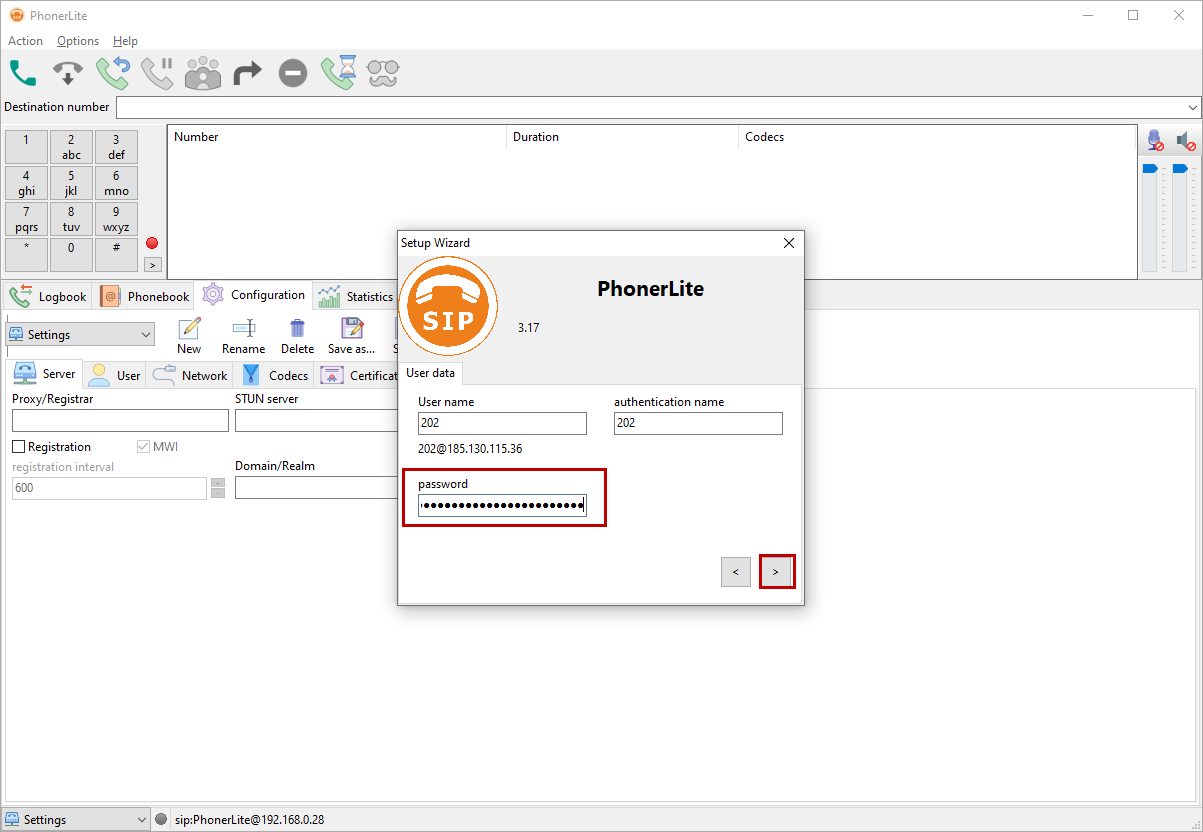 PhonerLite
Action Options Help
Destination number
1 2 abc 3 def
4 ghi 5 jkl 6 mno
7 pqrs 8 tuv 9 wxyz
* 0 #
>
Number Duration Codecs
Logbook Phonebook Configuration Statistics
Settings
New Rename Delete Save as... S
Server User Network Codecs Certificat
Proxy/Registrar STUN server
Registration MWI
registration interval Domain/Realm
600
Setup Wizard
SIP
PhonerLite
3.17
User data
User name authentication name
202 202
202@185.130.115.36
password
< >
Settings sip:PhonerLite@192.168.0.28